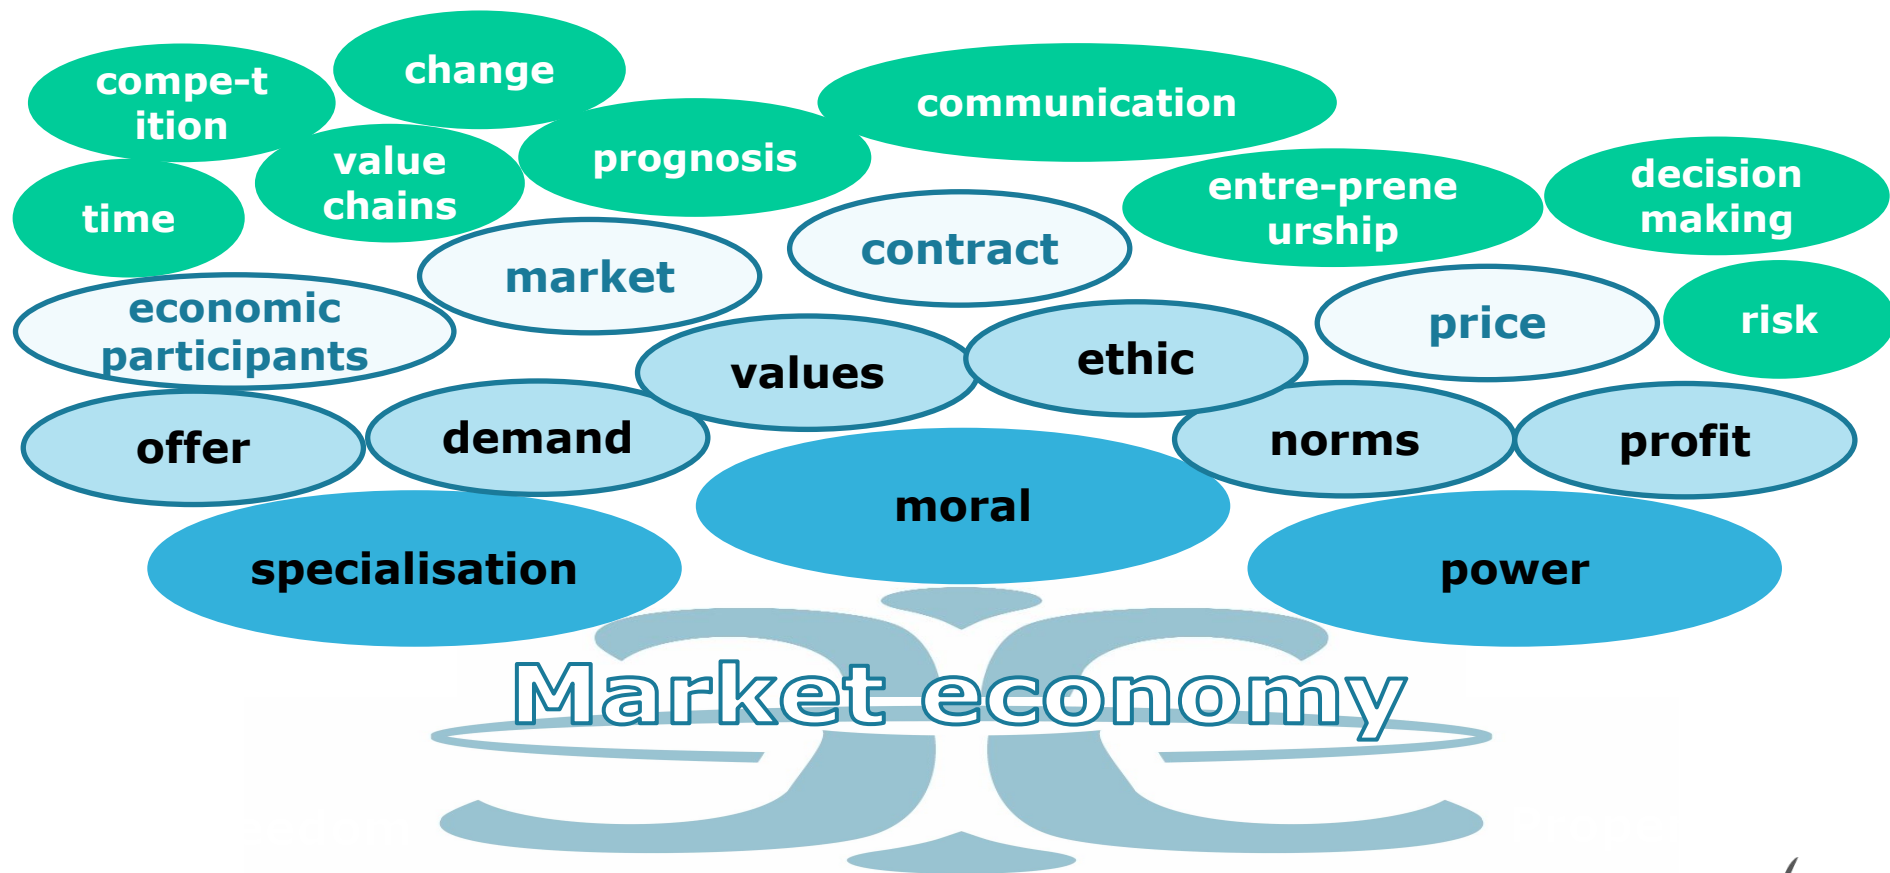 change
compe-t
ition
communication
value
chains
prognosis
time
entre-prene
urship
decision
making
contract
market
economic
participants
price
risk
values
ethic
offer
demand
norms
profit
moral
specialisation
power
Market economy